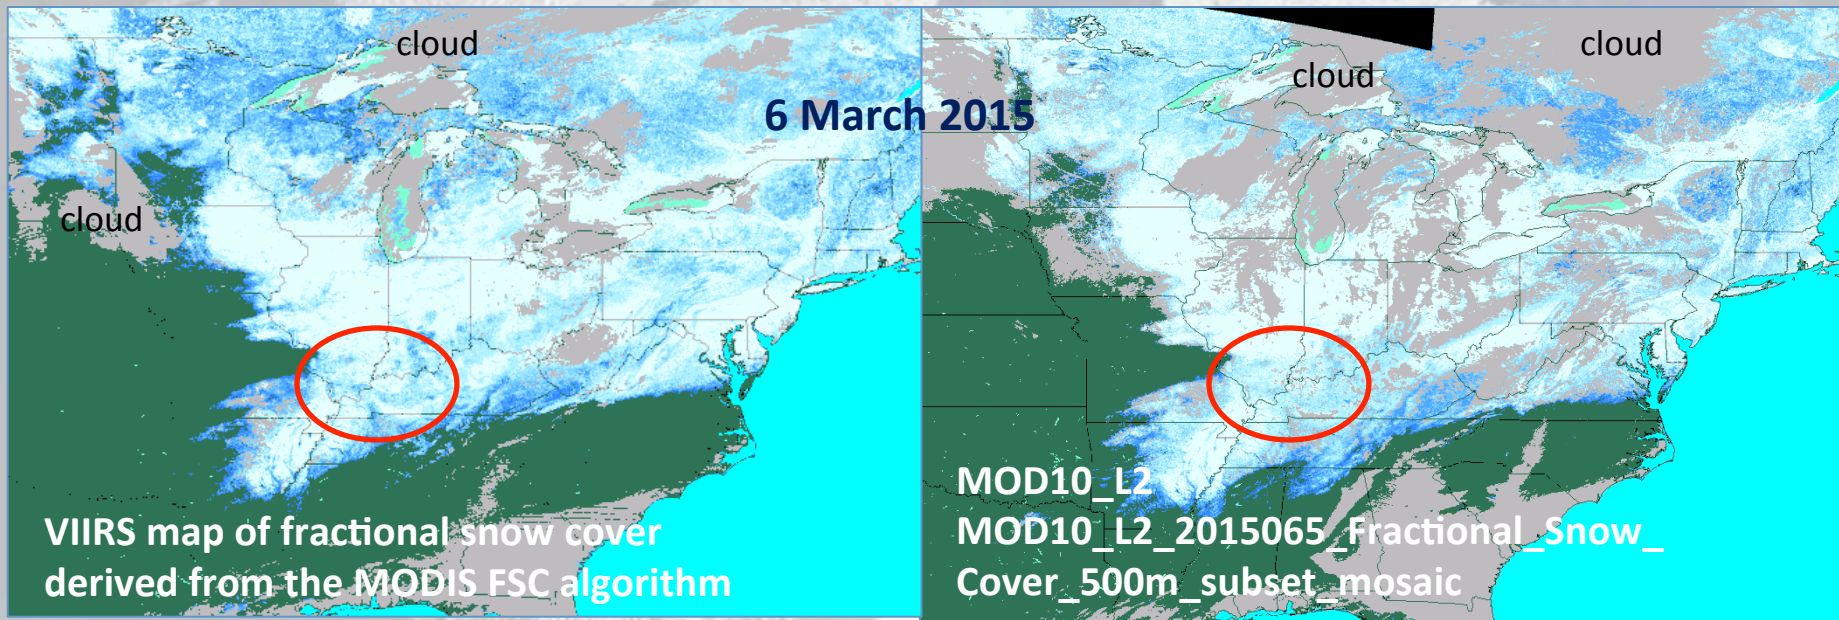 cloud
cloud
cloud
6 March 2015
cloud
VIIRS map of fractional snow cover
derived from the MODIS FSC algorithm
MOD10_L2
MOD10_L2_2015065_Fractional_Snow_
Cover_500m_subset_mosaic